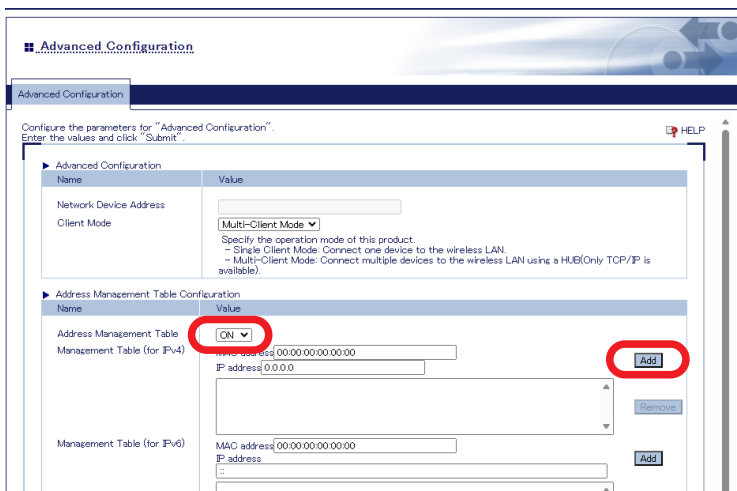 Advanced Configuration
Advanced Configuration
Configure the parameters for "Advanced Configuration".
Enter the values and click "Submit".
HELP
Advanced Configuration
Name Value
Network Device Address
Client Mode Multi-Client Mode
Specify the operation mode of this product.
- Single Client Mode: Connect one device to the wireless LAN.
- Multi-Client Mode: Connect multiple devices to the wireless LAN using a HUB(Only TCP/IP is
available).
Address Management Table Configuration
Name Value
Address Management Table ON
Management Table (for IPv4) MAC address 00:00:00:00:00:00
Add
IP address 0.0.0.0
Remove
Management Table (for IPv6) MAC address 00:00:00:00:00:00
IP address
Add
::